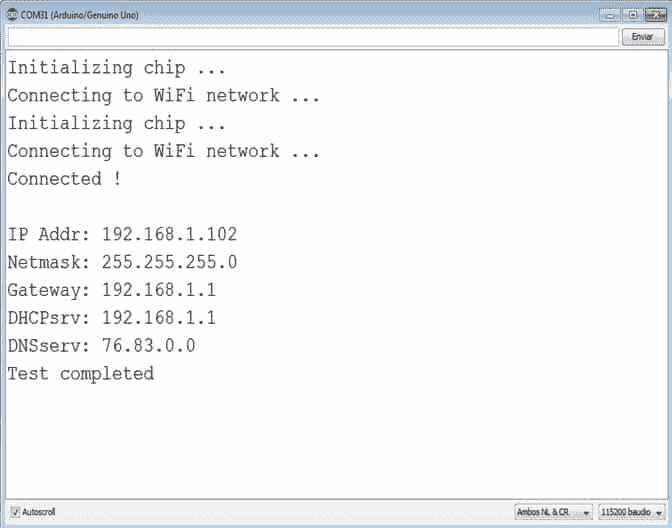 COM31 (Arduino/Genuino Uno)
Enviar
Initializing chip ...
Connecting to WiFi network ...
Initializing chip ...
Connecting to WiFi network ...
Connected !
IP Addr: 192.168.1.102
Netmask: 255.255.255.0
Gateway: 192.168.1.1
DHCPsrv: 192.168.1.1
DNSserv: 76.83.0.0
Test completed
Autoscroll
Ambos NL & CR
115200 baudio